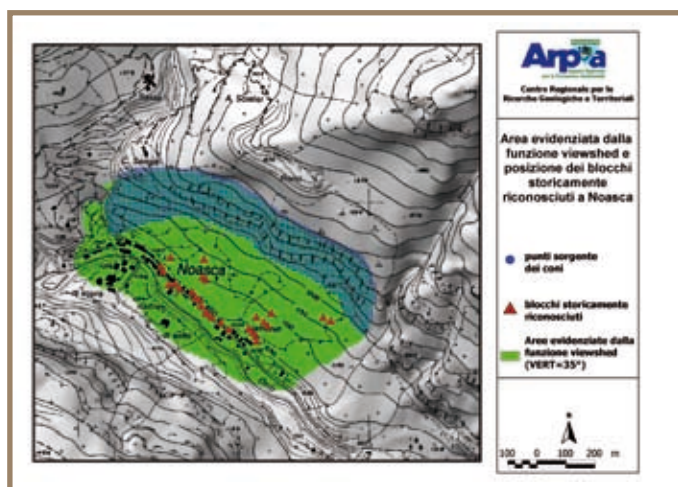 Noasca
Arpa
Centro Regionale per le
Ricerche Geologiche e Territoriali
Area evidenziata dalla
funzione viewshed e
posizione dei blocchi
storicamente
riconosciuti a Noasca
punti sorgente
dei coni
blocchi storicamente
riconosciuti
Aree evidenziate dalla
funzione viewshed
(VERT=35°)
100 0 100 200 m